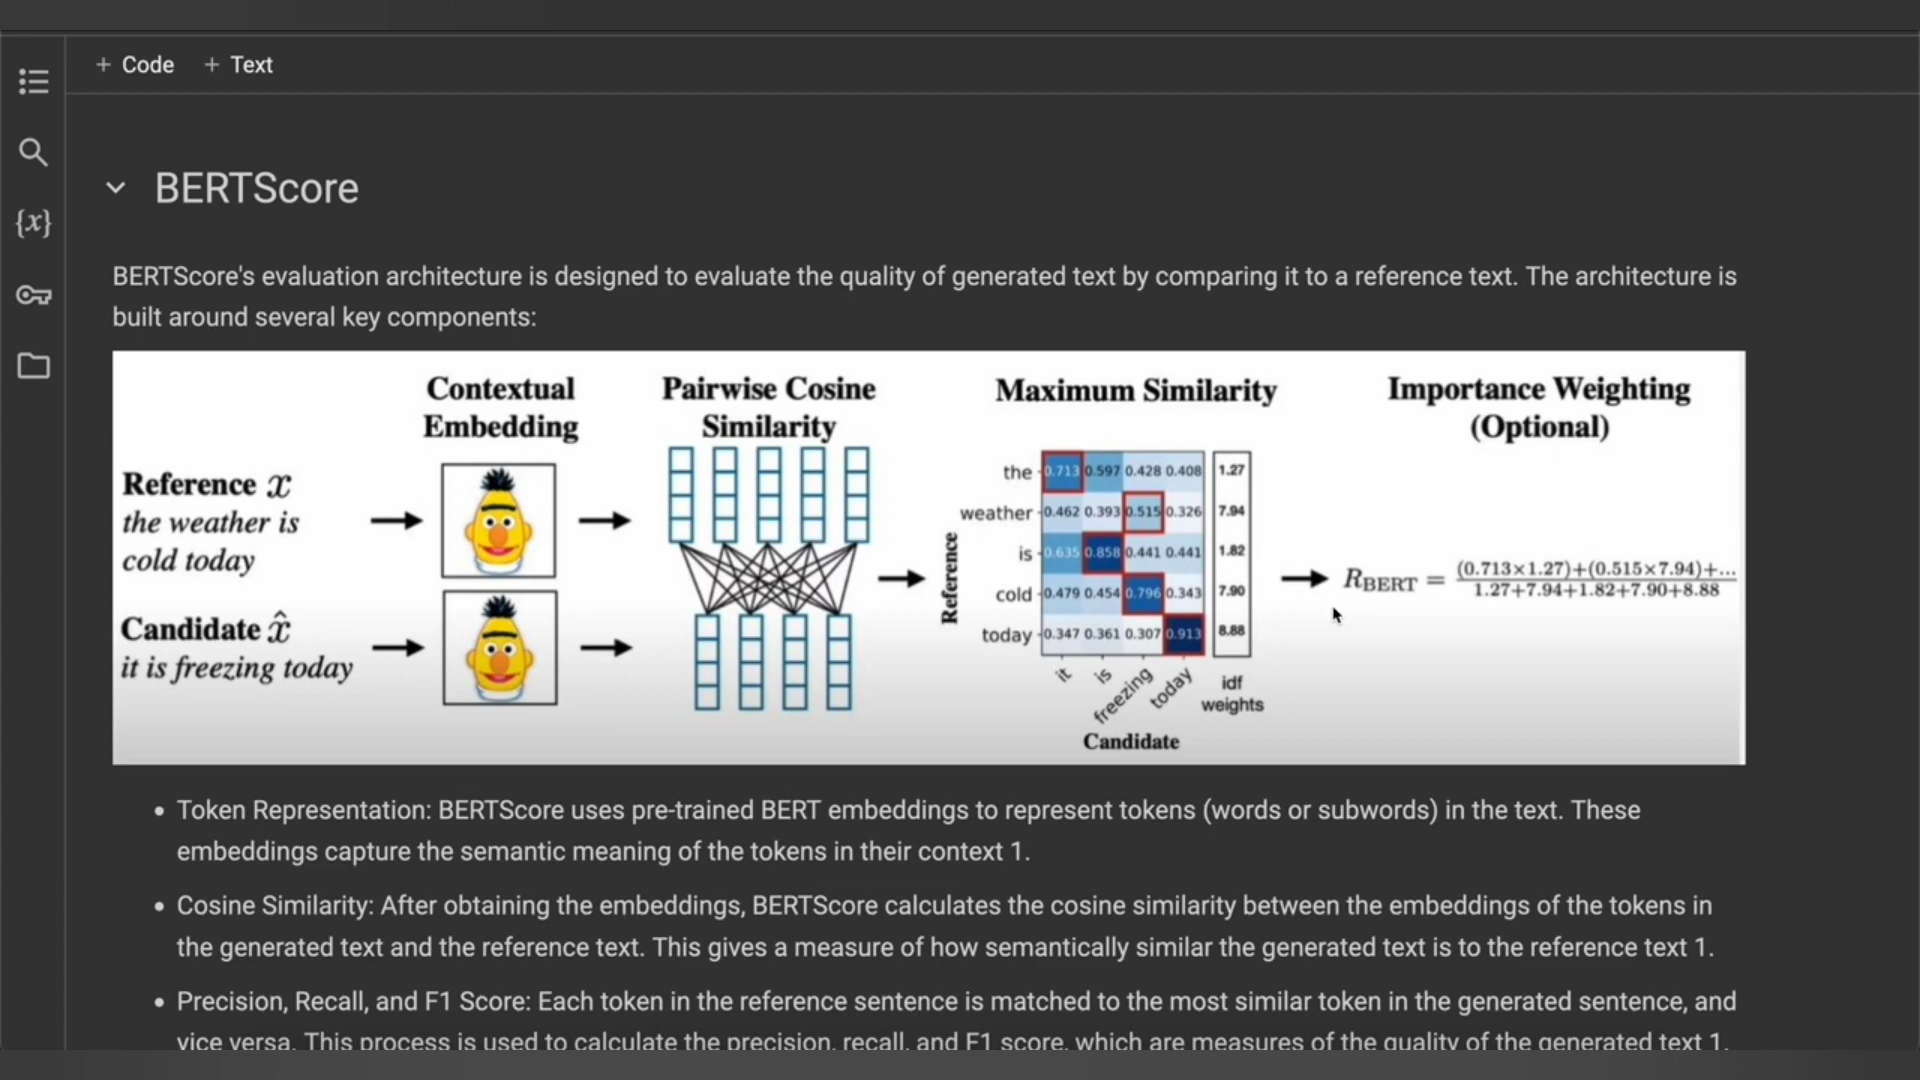 + Code + Text
{x}
BERTScore
BERTScore's evaluation architecture is designed to evaluate the quality of generated text by comparing it to a reference text. The architecture is
built around several key components:
Contextual
Embedding
Pairwise Cosine
Similarity
Maximum Similarity
Importance Weighting
(Optional)
Reference x
the weather is
cold today
Candidate x̂
it is freezing today
Reference
the 0.713 0.597 0.428 0.408 1.27
weather 0.462 0.393 0.515 0.326 7.94
is 0.635 0.858 0.441 0.441 1.82
cold 0.479 0.454 0.796 0.343 7.90
today 0.347 0.361 0.307 0.913 8.88
it is freezing today
idf
weights
Candidate
R_BERT = (0.713×1.27)+(0.515×7.94)+...
1.27+7.94+1.82+7.90+8.88
• Token Representation: BERTScore uses pre-trained BERT embeddings to represent tokens (words or subwords) in the text. These
embeddings capture the semantic meaning of the tokens in their context 1.
• Cosine Similarity: After obtaining the embeddings, BERTScore calculates the cosine similarity between the embeddings of the tokens in
the generated text and the reference text. This gives a measure of how semantically similar the generated text is to the reference text 1.
• Precision, Recall, and F1 Score: Each token in the reference sentence is matched to the most similar token in the generated sentence, and
vice versa. This process is used to calculate the precision, recall, and F1 score, which are measures of the quality of the generated text 1.